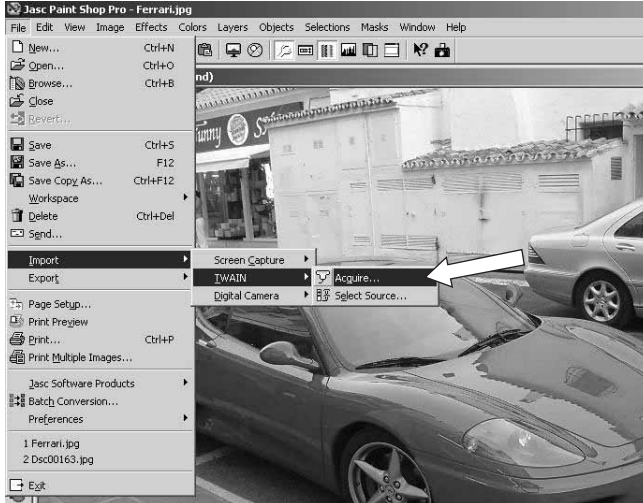 Jasc Paint Shop Pro - Ferrari.jpg
File Edit View Image Effects Colors Layers Objects Selections Masks Window Help
New... Ctrl+N
Open... Ctrl+O
Browse... Ctrl+B
Close
Revert...
Save Ctrl+S
Save As... F12
Save Copy As... Ctrl+F12
Workspace
Delete Ctrl+Del
Send...
Import
Export
Page Setup...
Print Preview
Print... Ctrl+P
Print Multiple Images...
Jasc Software Products
Batch Conversion...
Preferences
1 Ferrari.jpg
2 Dsc00163.jpg
Exit
Screen Capture
TWAIN
Digital Camera
Acquire...
Select Source...
nd)
unny